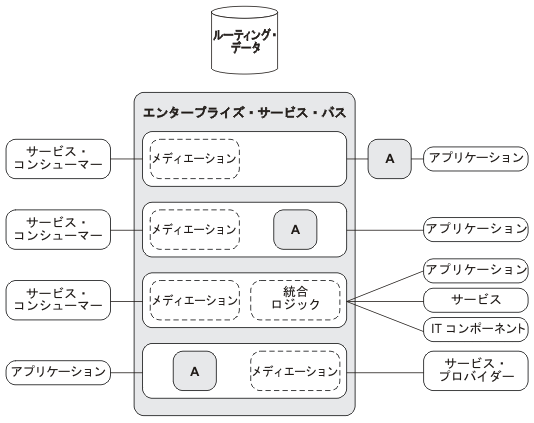 ルーティング・
データ
エンタープライズ・サービス・バス
サービス・
コンシューマー
メディエーション
A
アプリケーション
サービス・
コンシューマー
メディエーション
A
アプリケーション
サービス・
コンシューマー
メディエーション
統合
ロジック
アプリケーション
サービス
IT コンポーネント
アプリケーション
A
メディエーション
サービス・
プロバイダー